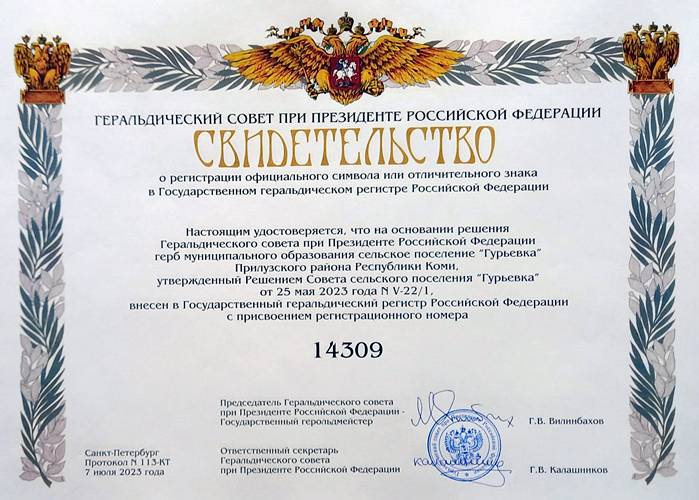 ГЕРАЛЬДИЧЕСКИЙ СОВЕТ ПРИ ПРЕЗИДЕНТЕ РОССИЙСКОЙ ФЕДЕРАЦИИ
СВИДЕТЕЛЬСТВО
о регистрации официального символа или отличительного знака
в Государственном геральдическом регистре Российской Федерации
Настоящим удостоверяется, что на основании решения
Геральдического совета при Президенте Российской Федерации
герб муниципального образования сельское поселение "Гурьевка"
Прилузского района Республики Коми,
утвержденный Решением Совета сельского поселения "Гурьевка"
от 25 мая 2023 года N V-22/1,
внесен в Государственный геральдический регистр Российской Федерации
с присвоением регистрационного номера
14309
Председатель Геральдического совета
при Президенте Российской Федерации -
Государственный герольдмейстер
Г.В. Вилинбахов
Санкт-Петербург
Протокол N 113-КТ
7 июля 2023 года
Ответственный секретарь
Геральдического совета
при Президенте Российской Федерации
Г.В. Калашников